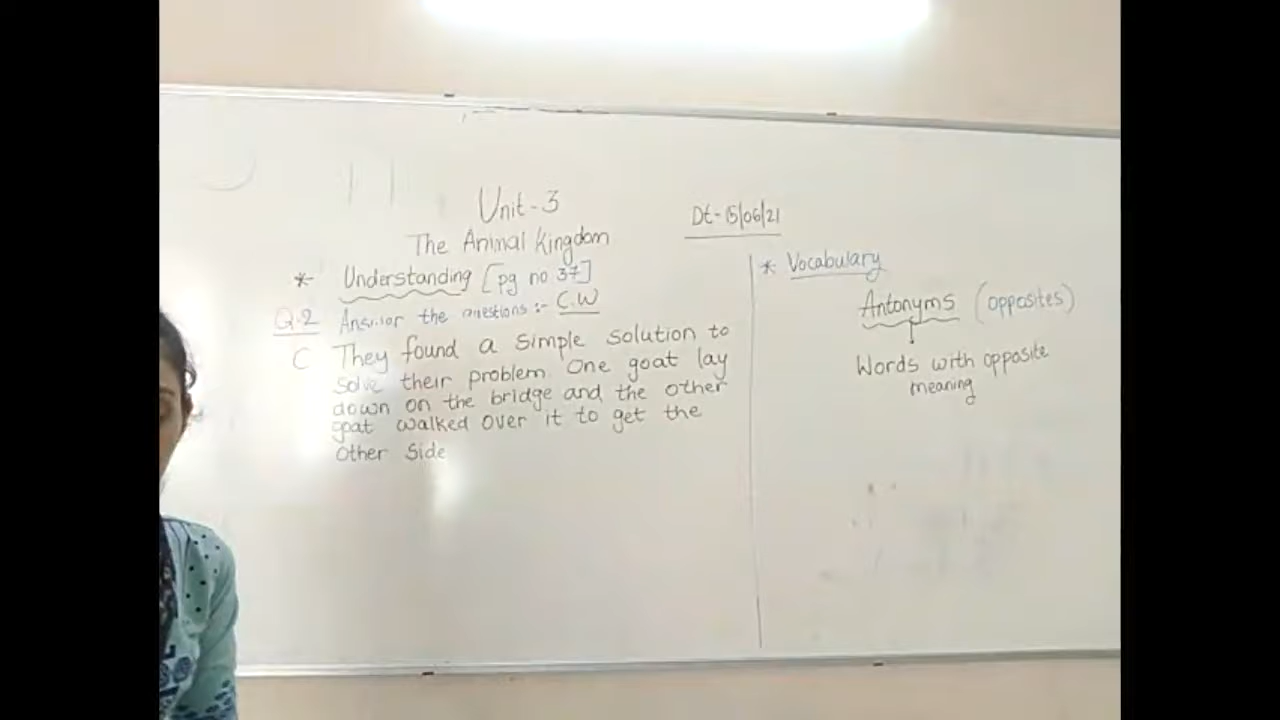 Unit-3
Dt-15/06/21
The Animal Kingdom
* Understanding [pg no 37]
Q.2 Answer the questions :- C.W
C They found a simple solution to
solve their problem. One goat lay
down on the bridge and the other
goat walked over it to get the
other side
* Vocabulary
Antonyms (opposites)
Words with opposite
meaning